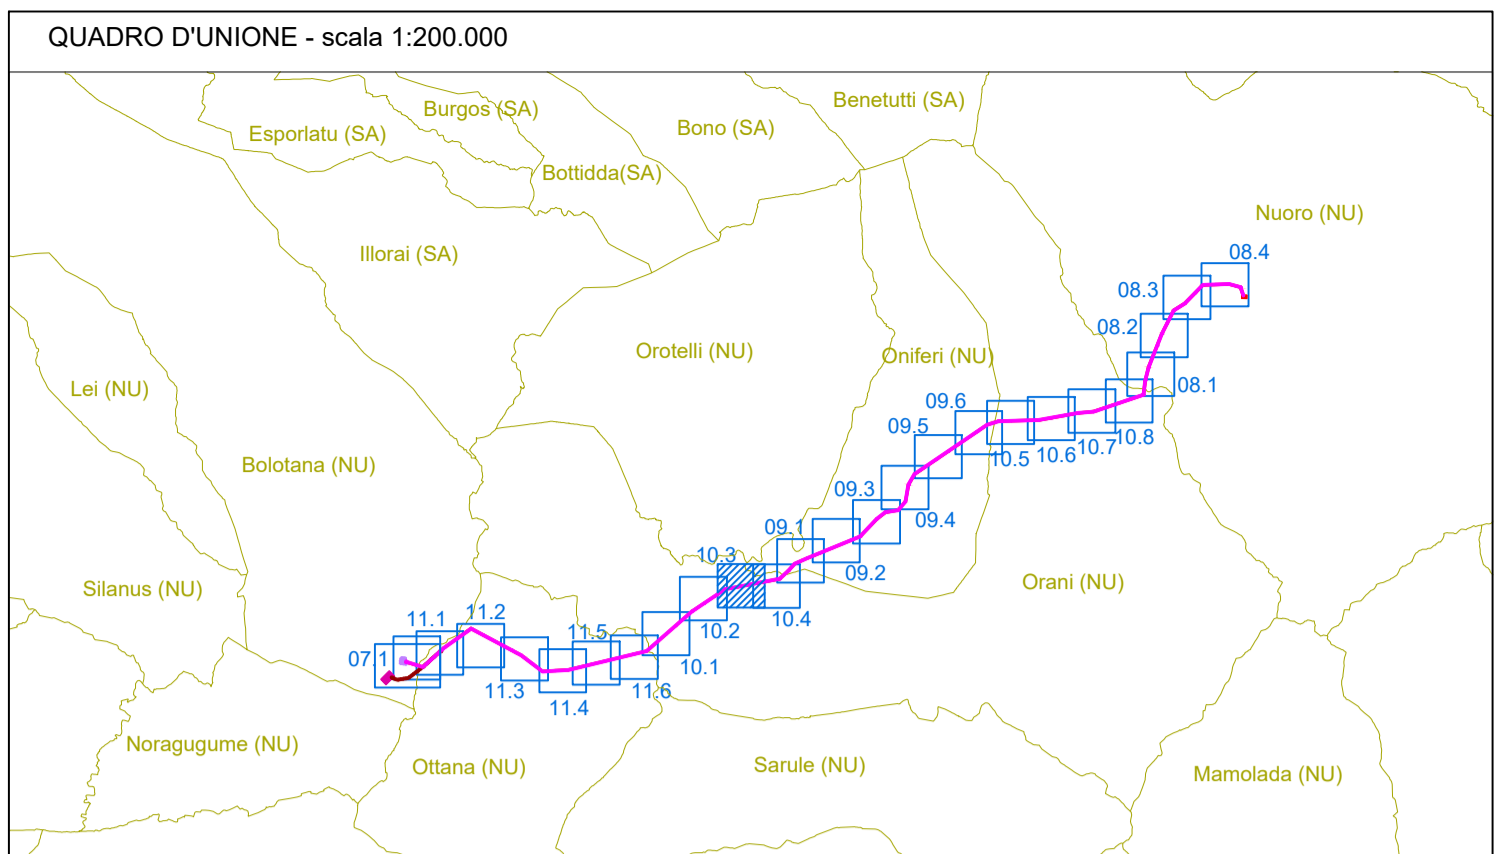 QUADRO D'UNIONE - scala 1:200.000
Benetutti (SA)
Burgos (SA)
Bono (SA)
Esporlatu (SA)
Bottidda(SA)
Nuoro (NU)
Illorai (SA)
08.4
08.3
08.2
Orotelli (NU)
Oniferi (NU)
08.1
Lei (NU)
09.6
09.5
10.8
10.7
10.6
10.5
Bolotana (NU)
09.3
09.4
09.1
10.3
09.2
Orani (NU)
Silanus (NU)
11.1
11.2
10.4
10.2
11.5
07.1
10.1
11.3
11.6
11.4
Noragugume (NU)
Ottana (NU)
Sarule (NU)
Mamolada (NU)